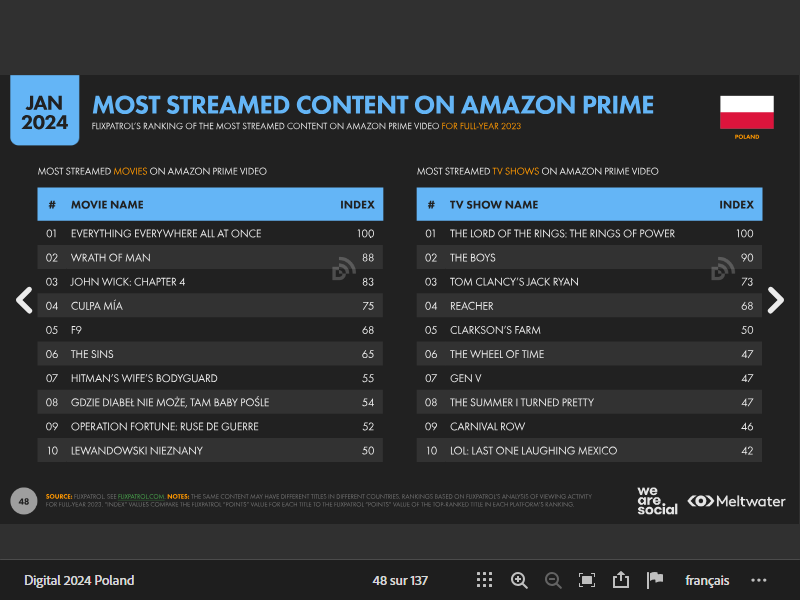 JAN
2024
MOST STREAMED CONTENT ON AMAZON PRIME
FLIXPATROL'S RANKING OF THE MOST STREAMED CONTENT ON AMAZON PRIME VIDEO FOR FULL-YEAR 2023
POLAND
MOST STREAMED MOVIES ON AMAZON PRIME VIDEO
# MOVIE NAME INDEX
01 EVERYTHING EVERYWHERE ALL AT ONCE 100
02 WRATH OF MAN 88
03 JOHN WICK: CHAPTER 4 83
04 CULPA MÍA 75
05 F9 68
06 THE SINS 65
07 HITMAN'S WIFE'S BODYGUARD 55
08 GDZIE DIABEŁ NIE MOŻE, TAM BABY POŚLE 54
09 OPERATION FORTUNE: RUSE DE GUERRE 52
10 LEWANDOWSKI NIEZNANY 50
MOST STREAMED TV SHOWS ON AMAZON PRIME VIDEO
# TV SHOW NAME INDEX
01 THE LORD OF THE RINGS: THE RINGS OF POWER 100
02 THE BOYS 90
03 TOM CLANCY'S JACK RYAN 73
04 REACHER 68
05 CLARKSON'S FARM 50
06 THE WHEEL OF TIME 47
07 GEN V 47
08 THE SUMMER I TURNED PRETTY 47
09 CARNIVAL ROW 46
10 LOL: LAST ONE LAUGHING MEXICO 42
48
SOURCE: FLIXPATROL. SEE FLIXPATROL.COM. NOTES: THE SAME CONTENT MAY HAVE DIFFERENT TITLES IN DIFFERENT COUNTRIES. RANKINGS BASED ON FLIXPATROL'S ANALYSIS OF VIEWING ACTIVITY
FOR FULL-YEAR 2023. "INDEX" VALUES COMPARE THE FLIXPATROL "POINTS" VALUE FOR EACH TITLE TO THE FLIXPATROL "POINTS" VALUE OF THE TOP-RANKED TITLE IN EACH PLATFORM'S RANKING.
we
are
social
Meltwater
Digital 2024 Poland
48 sur 137
français